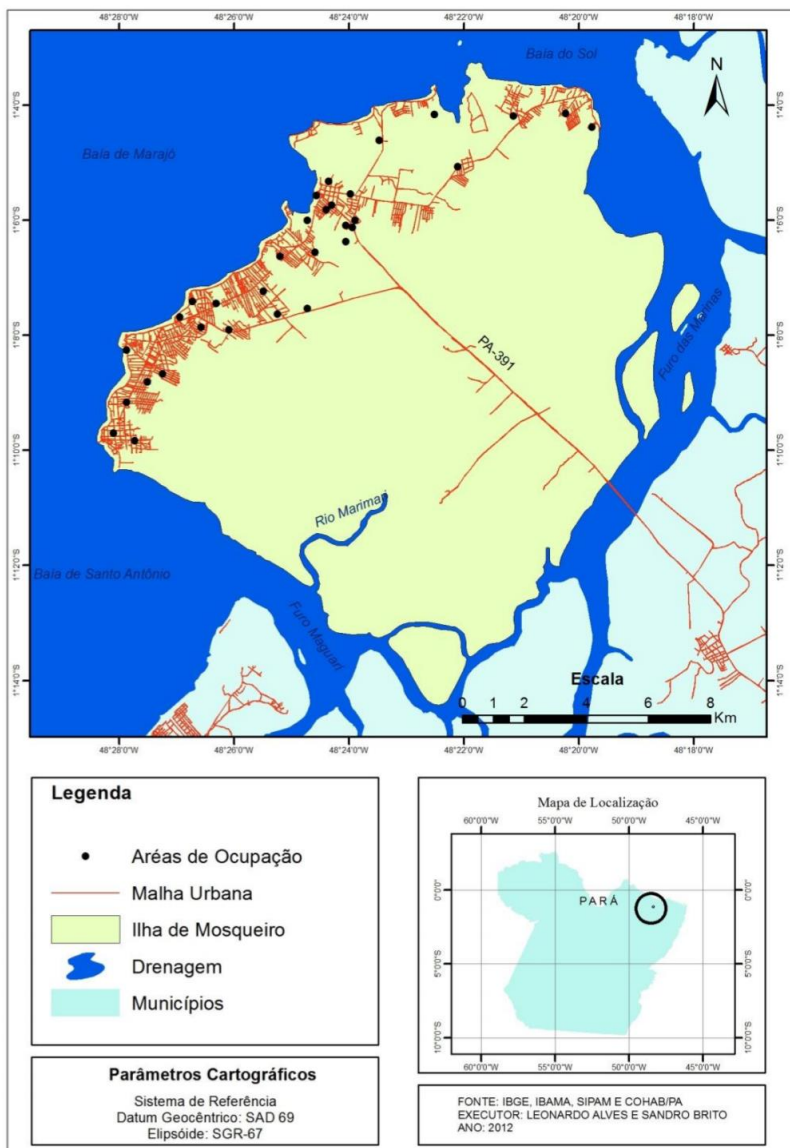 48°28'0"W 48°26'0"W 48°24'0"W 48°22'0"W 48°20'0"W 48°18'0"W
Baía do Sol
N
1°4'0"S 1°4'0"S
Baía de Marajó
1°6'0"S 1°6'0"S
PA-391
Furo das Marinas
1°8'0"S 1°8'0"S
1°10'0"S 1°10'0"S
Rio Marimari
Baía de Santo Antônio
1°12'0"S 1°12'0"S
Furo Maguari
1°14'0"S 1°14'0"S
Escala
0 1 2 4 6 8
Km
48°28'0"W 48°26'0"W 48°24'0"W 48°22'0"W 48°20'0"W 48°18'0"W
Legenda
Aréas de Ocupação
Malha Urbana
Ilha de Mosqueiro
Drenagem
Municípios
Parâmetros Cartográficos
Sistema de Referência
Datum Geocêntrico: SAD 69
Elipsóide: SGR-67
Mapa de Localização
60°0'0"W 55°0'0"W 50°0'0"W 45°0'0"W
0°0'0" 0°0'0"
PARÁ
5°0'0"S 5°0'0"S
10°0'0"S 10°0'0"S
60°0'0"W 55°0'0"W 50°0'0"W 45°0'0"W
FONTE: IBGE, IBAMA, SIPAM E COHAB/PA
EXECUTOR: LEONARDO ALVES E SANDRO BRITO
ANO: 2012